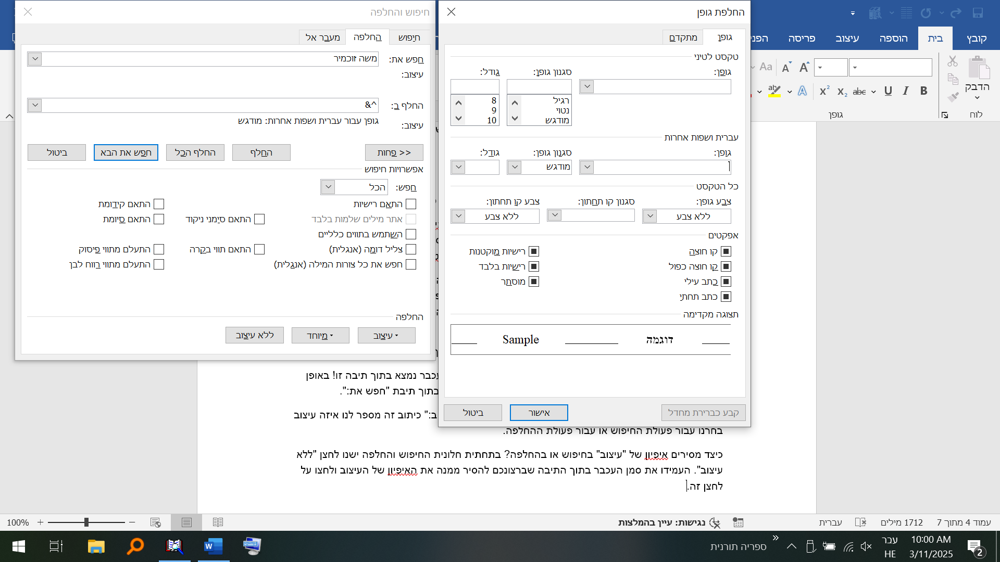 החלפת גופן
גופן
מתקדם
טקסט לטיני
גופן:
סגנון גופן:
גודל:
רגיל
נטוי
מודגש
8
9
10
עברית ושפות אחרות
גופן:
סגנון גופן:
גודל:
מודגש
כל הטקסט
צבע גופן:
סגנון קו תחתון:
צבע קו תחתון:
ללא צבע
ללא צבע
אפקטים
קו חוצה
רישיות מוקטנות
קו חוצה כפול
רישיות בלבד
כתב עילי
מוסתר
כתב תחתי
תצוגה מקדימה
דוגמה
Sample
קבע כברירת מחדל
אישור
ביטול
חיפוש והחלפה
חיפוש
החלפה
מעבר אל
חפש את:
משה זוכמיר
עיצוב:
החלף ב:
^&
עיצוב:
גופן עבור עברית ושפות אחרות: מודגש
<< פחות
החלף
החלף הכל
חפש את הבא
ביטול
אפשרויות חיפוש
חפש:
הכל
התאם רישיות
התאם קידומת
אתר מילים שלמות בלבד
התאם סימני ניקוד
התאם סיומת
השתמש בתווים כלליים
צליל דומה (אנגלית)
התאם תווי בקרה
התעלם מתווי פיסוק
חפש את כל צורות המילה (אנגלית)
התעלם מתווי רווח לבן
החלפה
עיצוב
מיוחד
ללא עיצוב
קובץ
בית
הוספה
עיצוב
פריסה
הפני
הדבק
Aa
A
A
B
I
U
abc
x₂
x²
A
ab
לוח
גופן
עכבר נמצא בתוך תיבה זו! באופן
בתוך תיבת "חפש את:".
ב:" כיתוב זה מספר לנו איזה עיצוב
בחרנו עבור פעולת החיפוש או עבור פעולת ההחלפה.
כיצד מסירים איפיון של "עיצוב" בחיפוש או בהחלפה? בתחתית חלונית החיפוש והחלפה ישנו לחצן "ללא
עיצוב". העמידו את סמן העכבר בתוך התיבה שברצונכם להסיר ממנה את האיפיון של העיצוב ולחצו על
לחצן זה.
עמוד 4 מתוך 7
1712 מילים
עברית
נגישות: עיין בהמלצות
100%
ספריה תורנית
עבר
HE
10:00 AM
3/11/2025
2
W